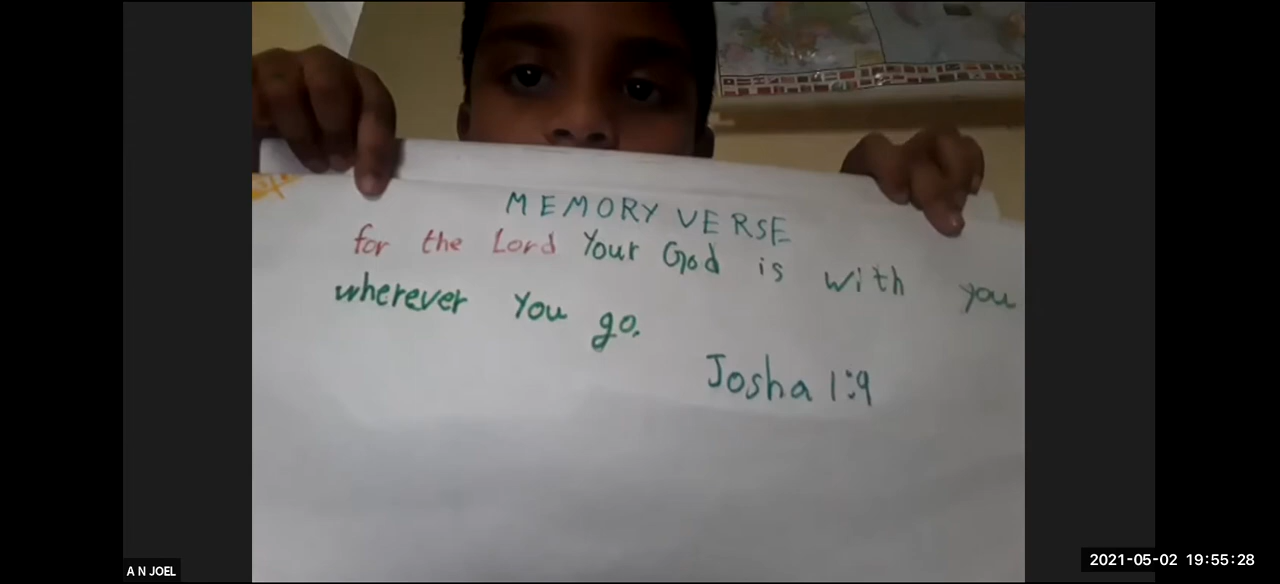 MEMORY VERSE
for the Lord Your God is with you
wherever You go.
Josha 1:9
A N JOEL
2021-05-02 19:55:28